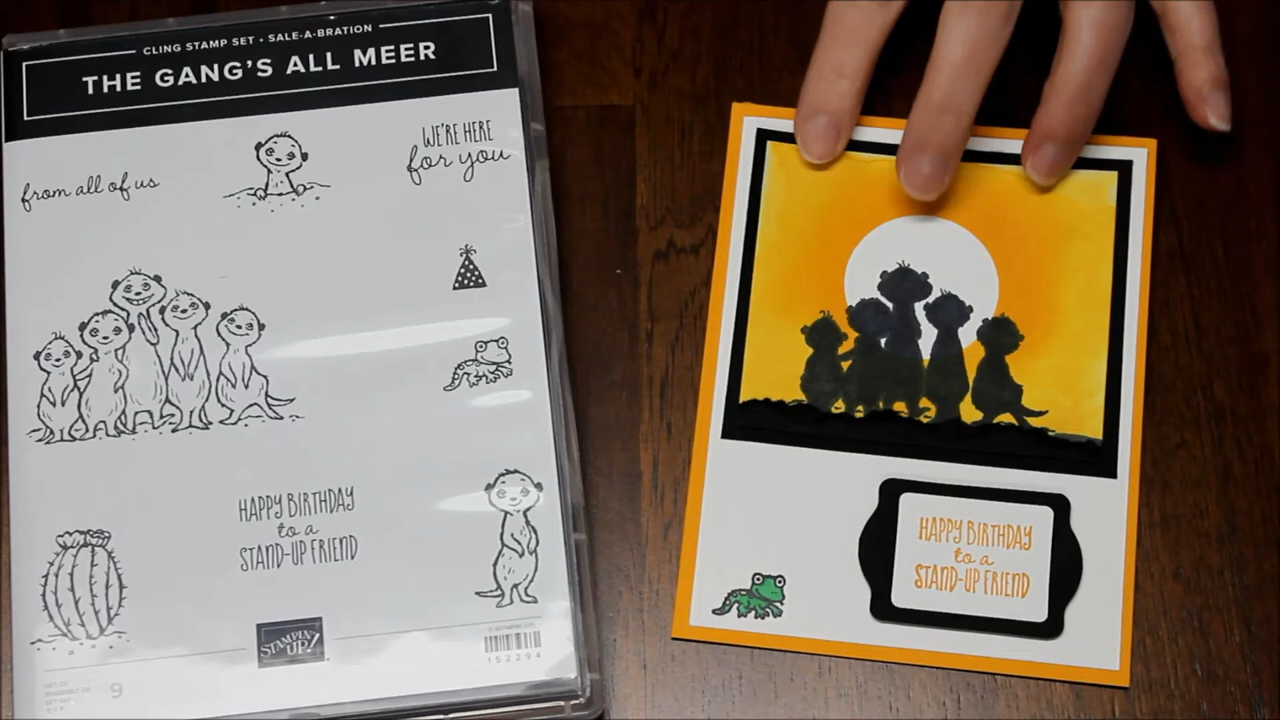 CLING STAMP SET • SALE-A-BRATION
THE GANG'S ALL MEER
from all of us
WE'RE HERE
for you
HAPPY BIRTHDAY
to a
STAND-UP FRIEND
STAMPIN' UP!
152294
9
HAPPY BIRTHDAY
to a
STAND-UP FRIEND